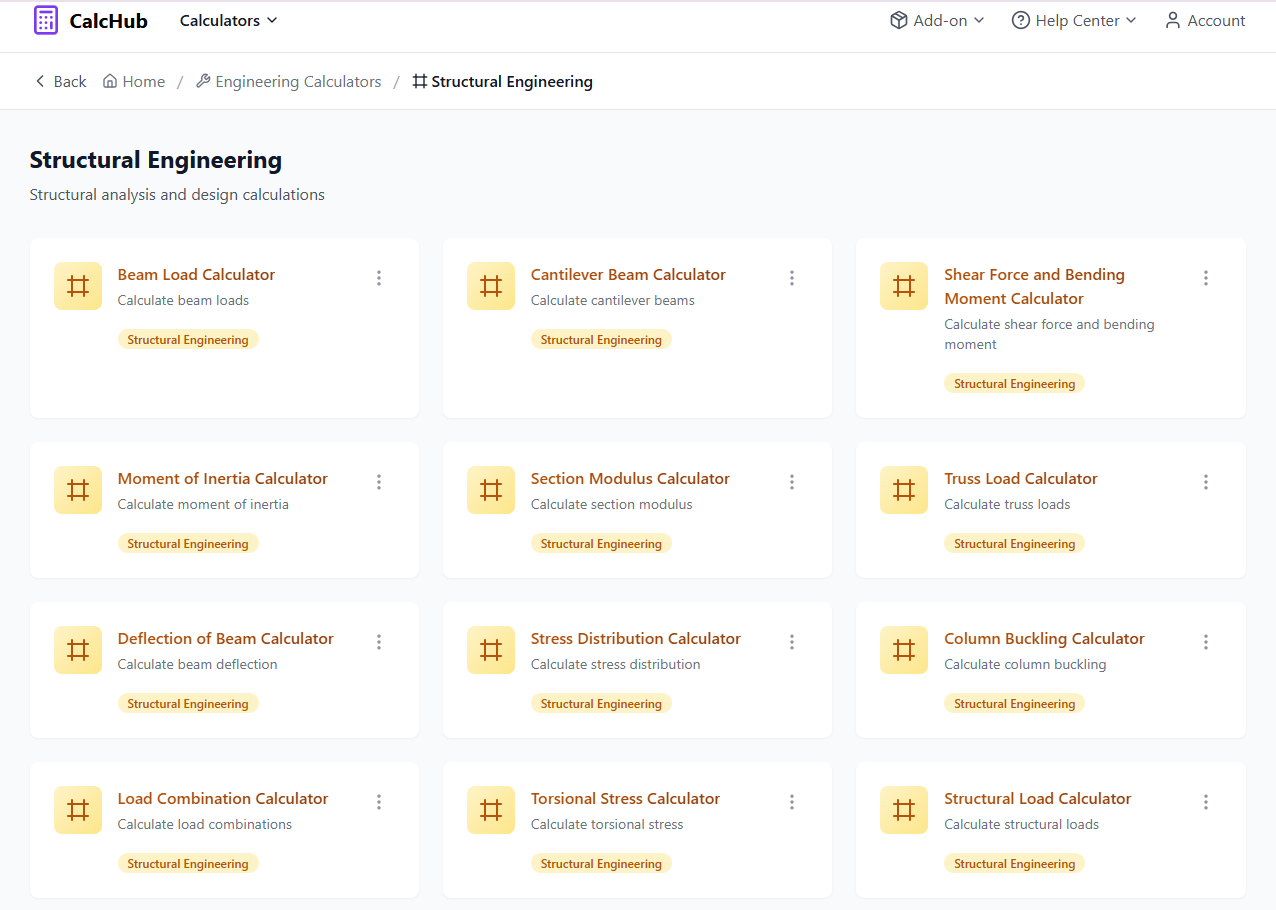 CalcHub Calculators Add-on Help Center Account
Back Home / Engineering Calculators / Structural Engineering
Structural Engineering
Structural analysis and design calculations
Beam Load Calculator
Calculate beam loads
Structural Engineering
Cantilever Beam Calculator
Calculate cantilever beams
Structural Engineering
Shear Force and Bending
Moment Calculator
Calculate shear force and bending
moment
Structural Engineering
Moment of Inertia Calculator
Calculate moment of inertia
Structural Engineering
Section Modulus Calculator
Calculate section modulus
Structural Engineering
Truss Load Calculator
Calculate truss loads
Structural Engineering
Deflection of Beam Calculator
Calculate beam deflection
Structural Engineering
Stress Distribution Calculator
Calculate stress distribution
Structural Engineering
Column Buckling Calculator
Calculate column buckling
Structural Engineering
Load Combination Calculator
Calculate load combinations
Structural Engineering
Torsional Stress Calculator
Calculate torsional stress
Structural Engineering
Structural Load Calculator
Calculate structural loads
Structural Engineering